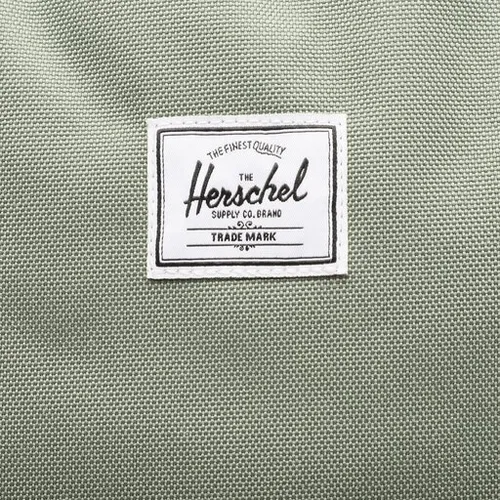 THE FINEST QUALITY
THE
Herschel
SUPPLY CO. BRAND
TRADE MARK